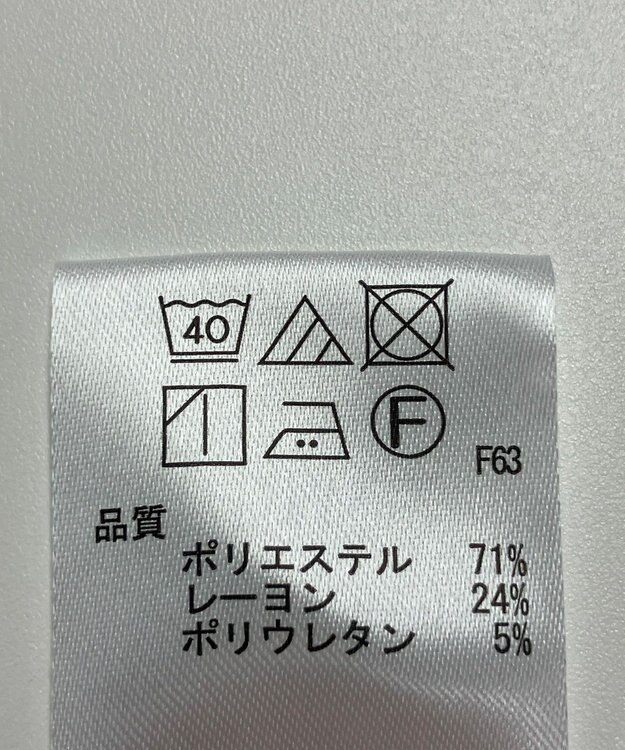 40
F
F63
品質
ポリエステル 71%
レーヨン 24%
ポリウレタン 5%